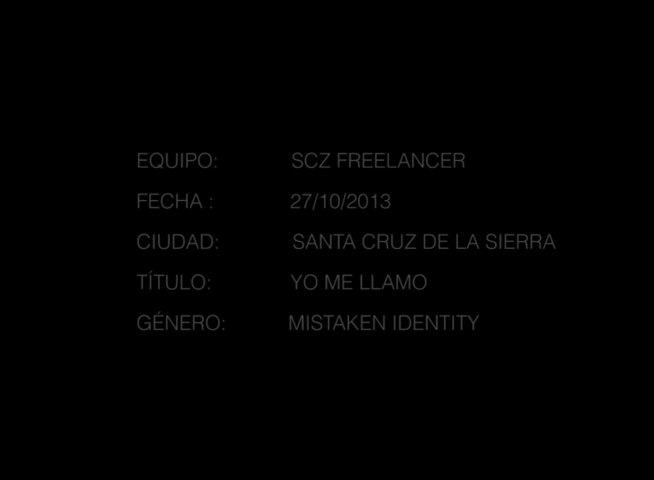 EQUIPO: SCZ FREELANCER
FECHA : 27/10/2013
CIUDAD: SANTA CRUZ DE LA SIERRA
TÍTULO: YO ME LLAMO
GÉNERO: MISTAKEN IDENTITY